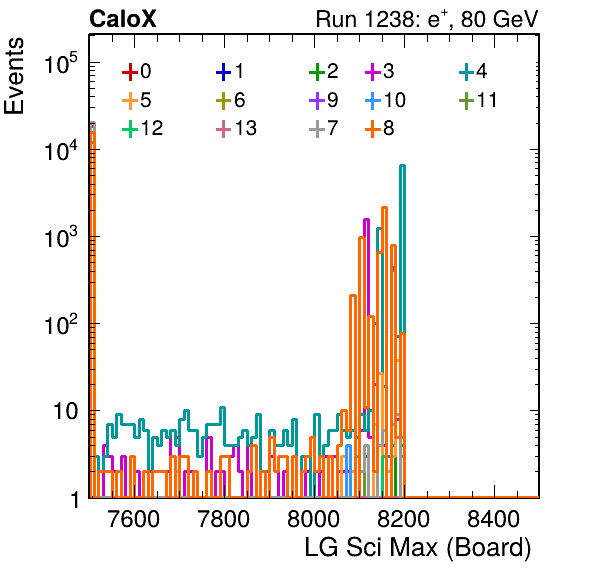 CaloX Run 1238: e⁺, 80 GeV
Events
10⁵
10⁴
10³
10²
10
1
0 1 2 3 4
5 6 9 10 11
12 13 7 8
7600 7800 8000 8200 8400
LG Sci Max (Board)